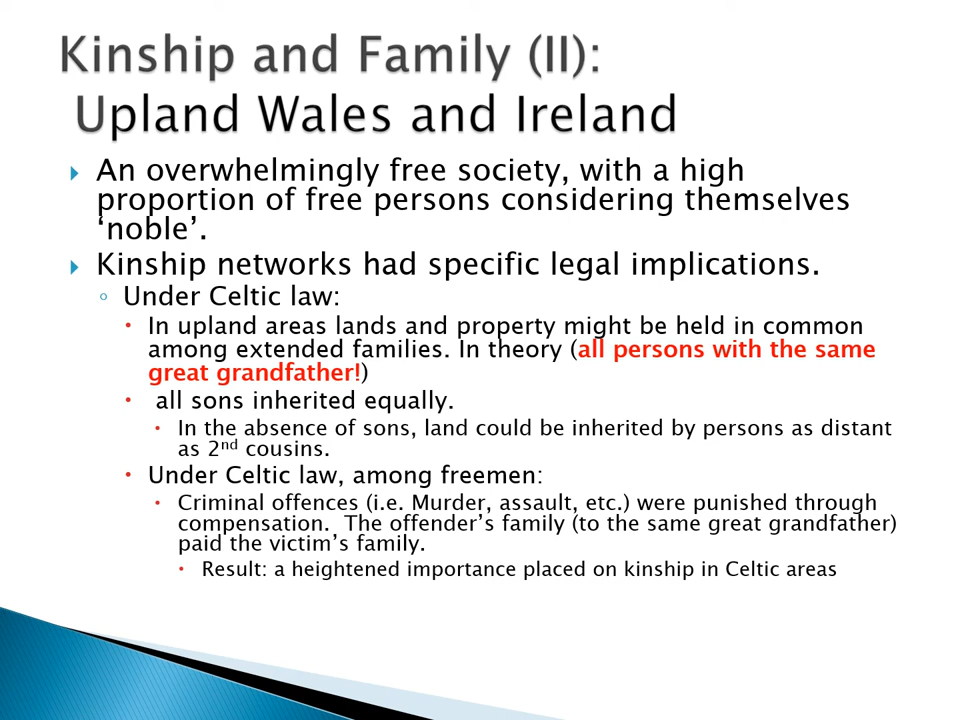 Kinship and Family (II):
Upland Wales and Ireland
An overwhelmingly free society, with a high
proportion of free persons considering themselves
‘noble’.
Kinship networks had specific legal implications.
Under Celtic law:
In upland areas lands and property might be held in common
among extended families. In theory (all persons with the same
great grandfather!)
all sons inherited equally.
In the absence of sons, land could be inherited by persons as distant
as 2nd cousins.
Under Celtic law, among freemen:
Criminal offences (i.e. Murder, assault, etc.) were punished through
compensation. The offender’s family (to the same great grandfather)
paid the victim’s family.
Result: a heightened importance placed on kinship in Celtic areas